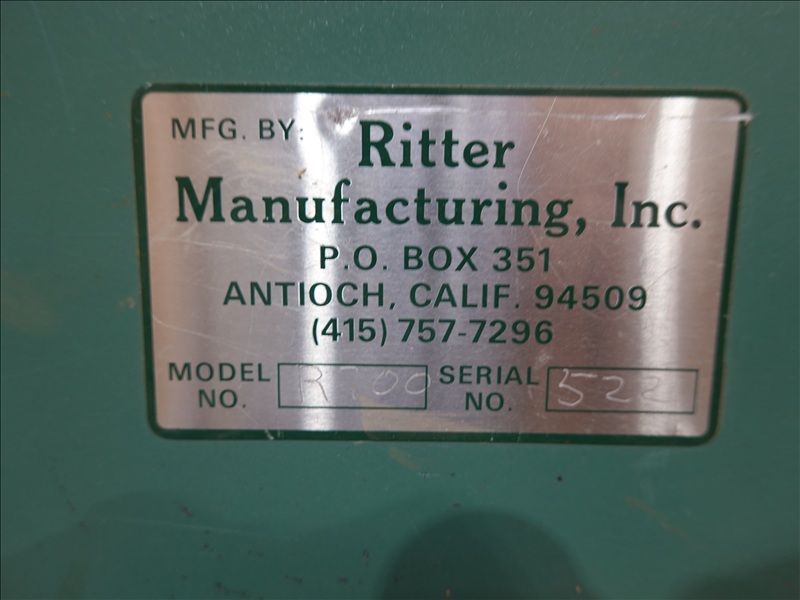 MFG. BY: Ritter
Manufacturing, Inc.
P.O. BOX 351
ANTIOCH, CALIF. 94509
(415) 757-7296
MODEL NO. SERIAL NO. 522